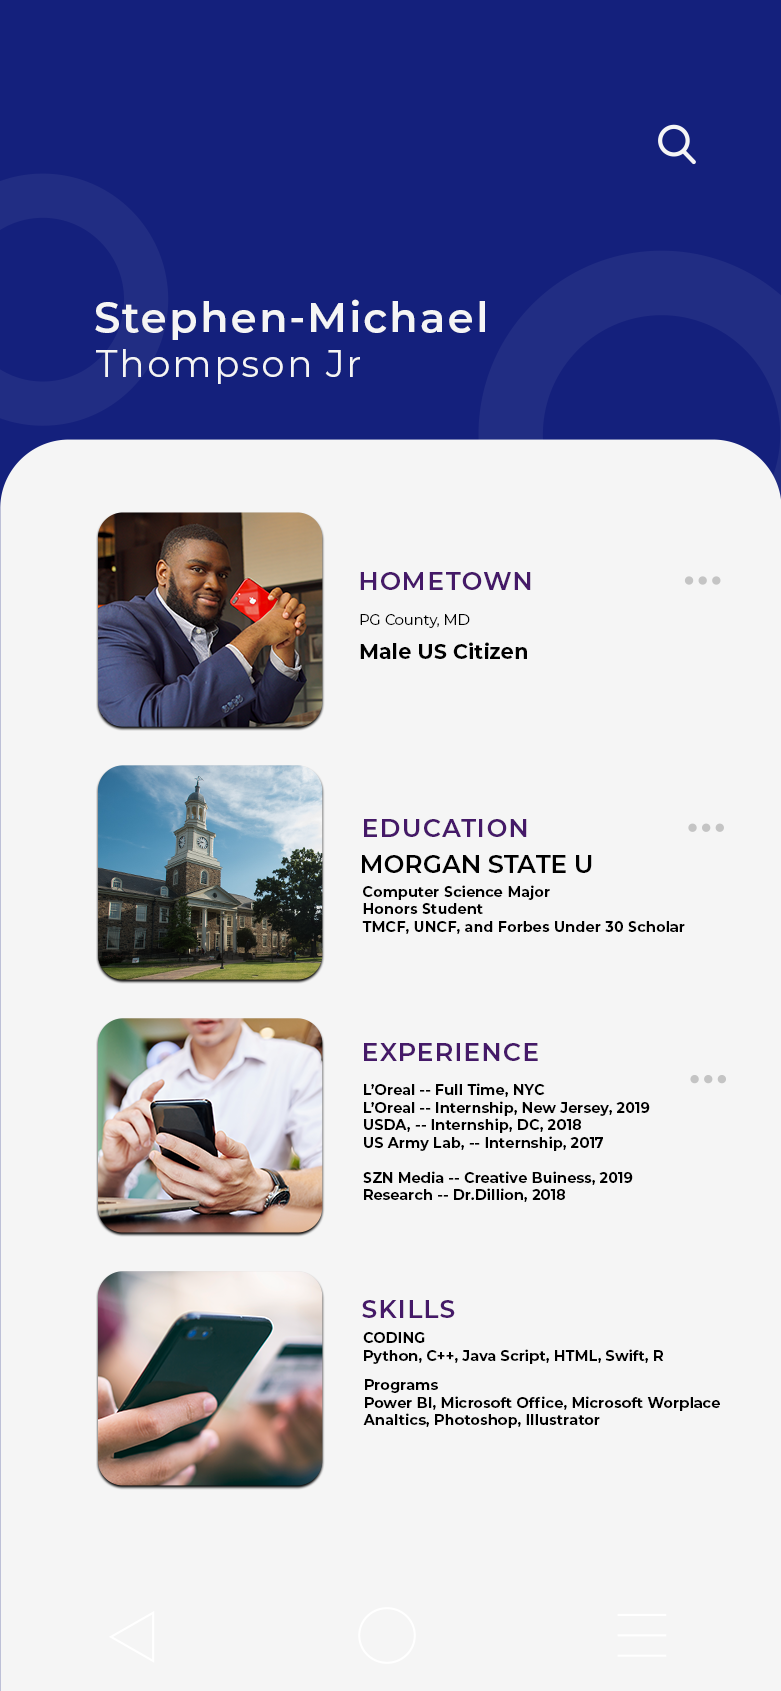 Stephen-Michael
Thompson Jr
HOMETOWN
PG County, MD
Male US Citizen
EDUCATION
MORGAN STATE U
Computer Science Major
Honors Student
TMCF, UNCF, and Forbes Under 30 Scholar
EXPERIENCE
L’Oreal -- Full Time, NYC
L’Oreal -- Internship, New Jersey, 2019
USDA, -- Internship, DC, 2018
US Army Lab, -- Internship, 2017
SZN Media -- Creative Buiness, 2019
Research -- Dr.Dillion, 2018
SKILLS
CODING
Python, C++, Java Script, HTML, Swift, R
Programs
Power BI, Microsoft Office, Microsoft Worplace
Analtics, Photoshop, Illustrator